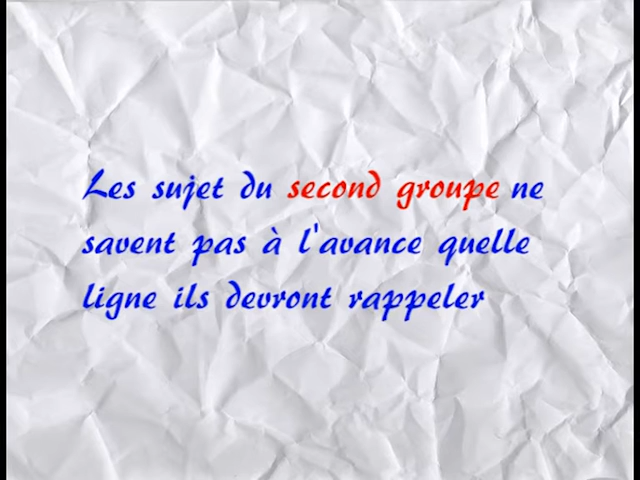 Les sujet du second groupe ne
savent pas à l'avance quelle
ligne ils devront rappeler